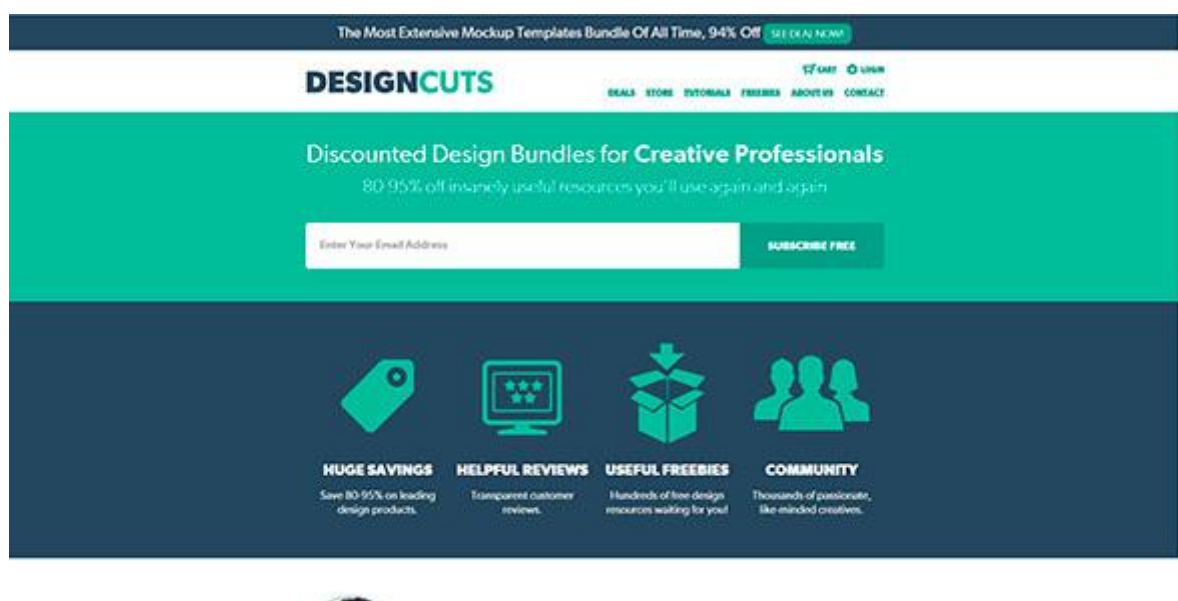 The Most Extensive Mockup Templates Bundle Of All Time, 94% Off SEE DEAL NOW!
CART LOGIN
DESIGNCUTS
DEALS STORE TUTORIALS FREEBIES ABOUT US CONTACT
Discounted Design Bundles for Creative Professionals
80-95% off insanely useful resources you'll use again and again
Enter Your Email Address SUBSCRIBE FREE
HUGE SAVINGS HELPFUL REVIEWS USEFUL FREEBIES COMMUNITY
Save 80-95% on leading Transparent customer Hundreds of free design Thousands of passionate,
design products. reviews. resources waiting for you! like-minded creatives.